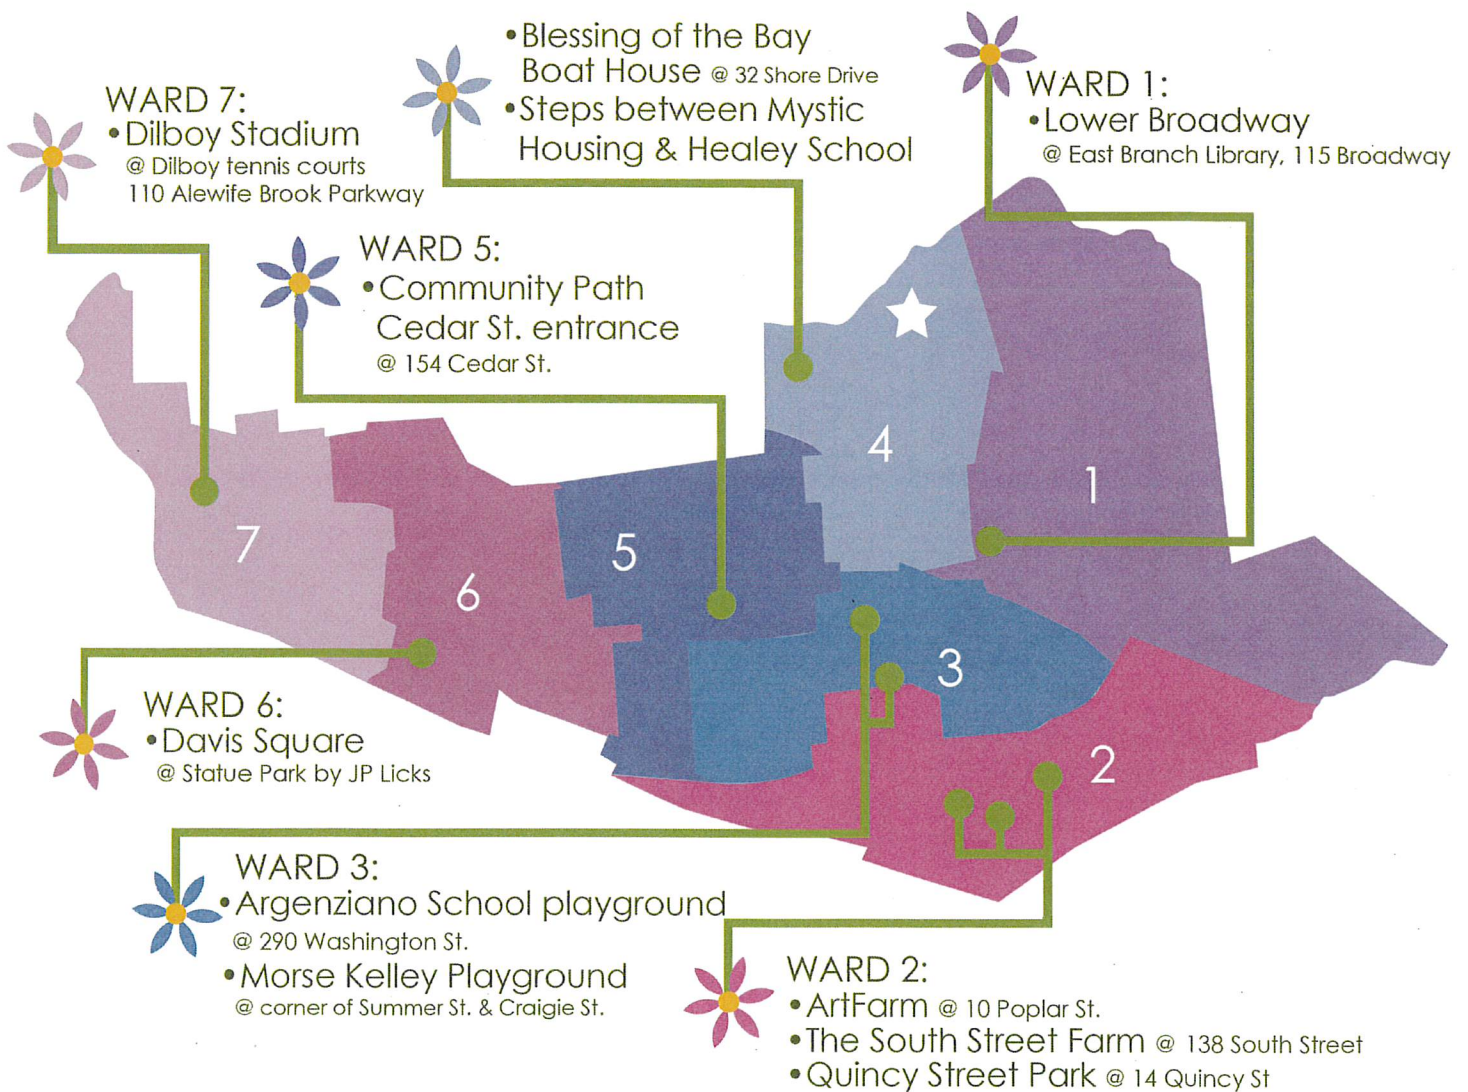 • Blessing of the Bay
Boat House @ 32 Shore Drive
• Steps between Mystic
Housing & Healey School
WARD 1:
• Lower Broadway
@ East Branch Library, 115 Broadway
WARD 7:
• Dilboy Stadium
@ Dilboy tennis courts
110 Alewife Brook Parkway
WARD 5:
• Community Path
Cedar St. entrance
@ 154 Cedar St.
4
1
7
5
6
3
2
WARD 6:
• Davis Square
@ Statue Park by JP Licks
WARD 3:
• Argenziano School playground
@ 290 Washington St.
• Morse Kelley Playground
@ corner of Summer St. & Craigie St.
WARD 2:
• ArtFarm @ 10 Poplar St.
• The South Street Farm @ 138 South Street
• Quincy Street Park @ 14 Quincy St